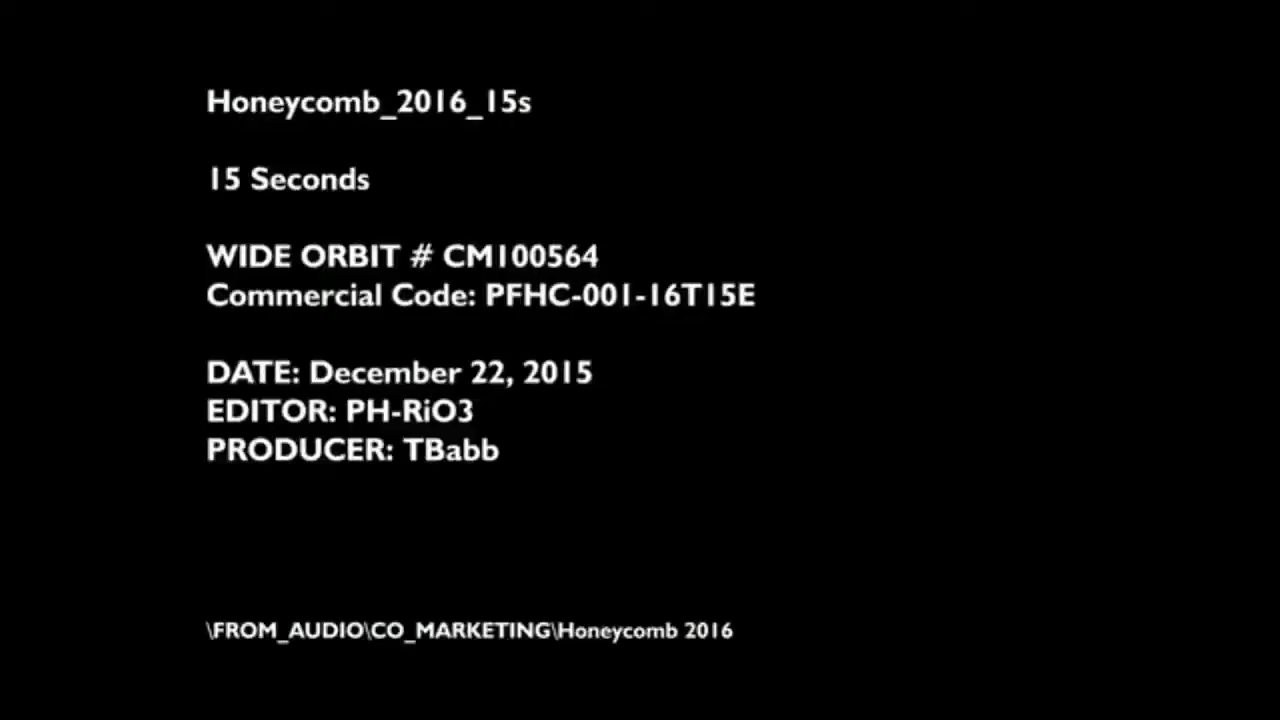 Honeycomb_2016_15s
15 Seconds
WIDE ORBIT # CM100564
Commercial Code: PFHC-001-16T15E
DATE: December 22, 2015
EDITOR: PH-RiO3
PRODUCER: TBabb
\FROM_AUDIO\CO_MARKETING\Honeycomb 2016